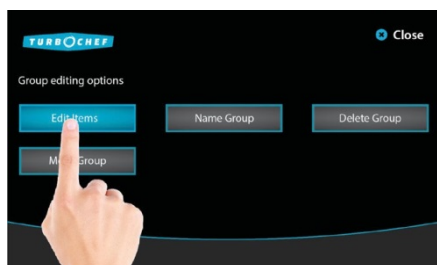 TURBOCHEF
Close
Group editing options
Edit Items
Name Group
Delete Group
Group